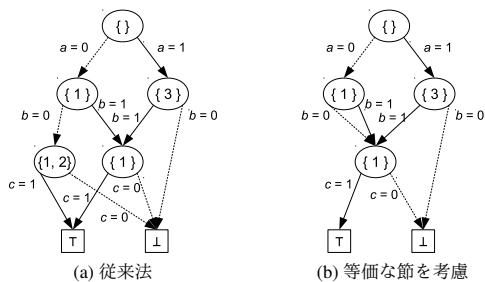 { }
a = 0
a = 1
{ 1 }
{ 3 }
b = 0
b = 1
b = 1
b = 0
{1, 2}
{ 1 }
c = 1
c = 1
c = 0
c = 0
⊤
⊥
(a) 従来法
{ }
a = 0
a = 1
{ 1 }
{ 3 }
b = 0
b = 1
b = 1
b = 0
{ 1 }
c = 1
c = 0
⊤
⊥
(b) 等価な節を考慮